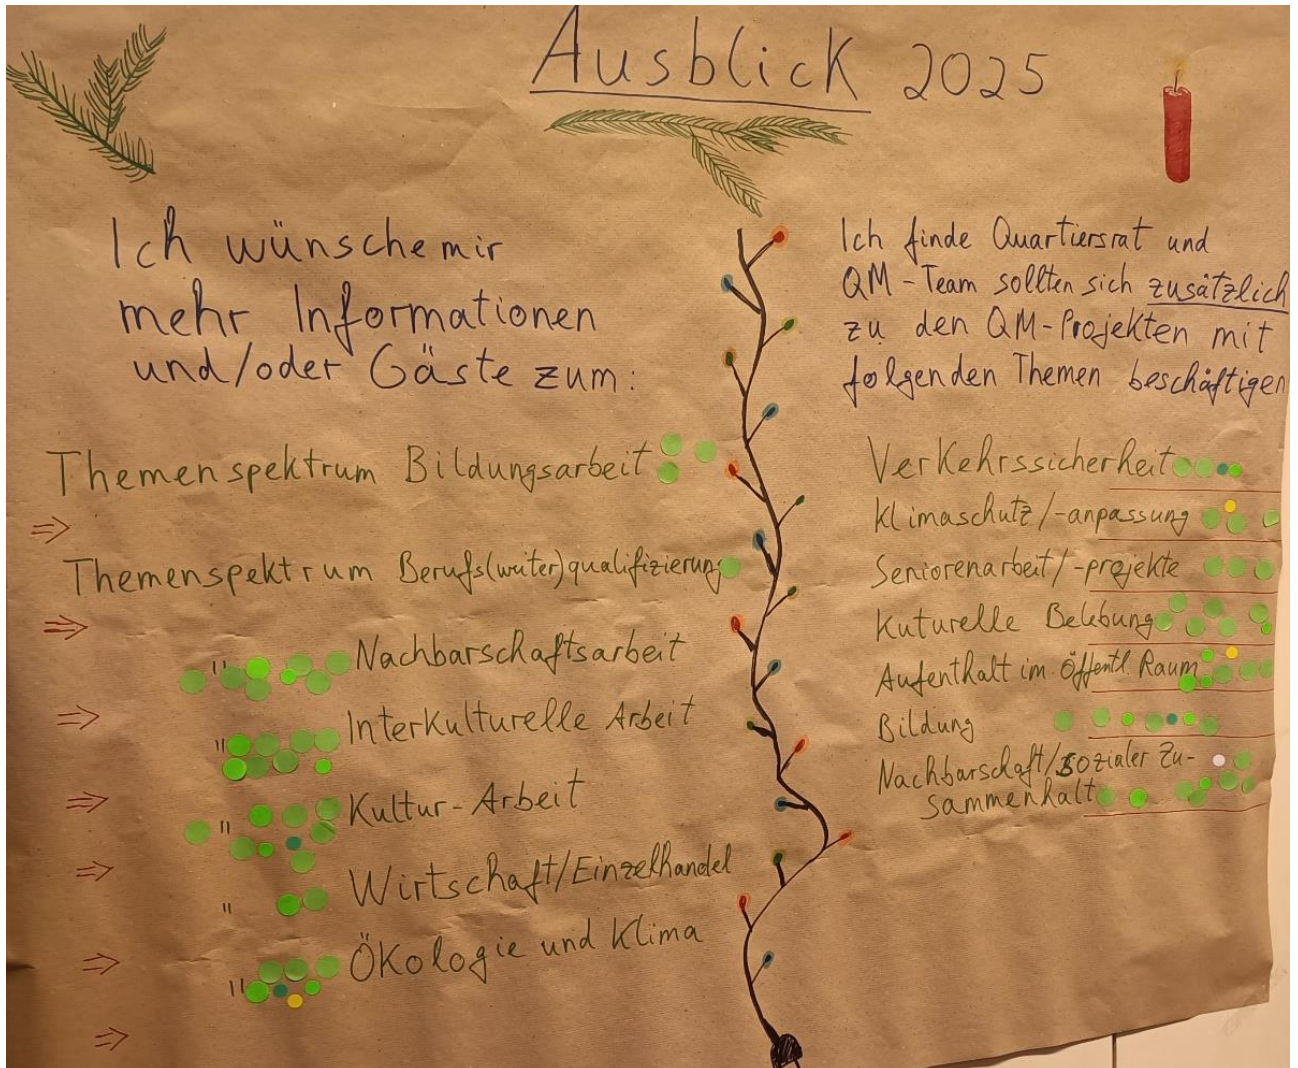 Ausblick 2025
Ich wünsche mir
mehr Informationen
und/oder Gäste zum:
Themenspektrum Bildungsarbeit
⇒
Themenspektrum Berufs(weiter)qualifizierung
⇒
" Nachbarschaftsarbeit
⇒
" Interkulturelle Arbeit
⇒
" Kultur-Arbeit
⇒
" Wirtschaft/Einzelhandel
⇒
" Ökologie und Klima
⇒
Ich finde Quartiersrat und
QM-Team sollten sich zusätzlich
zu den QM-Projekten mit
folgenden Themen beschäftigen
Verkehrssicherheit
Klimaschutz/-anpassung
Seniorenarbeit/-projekte
Kuturelle Belebung
Aufenthalt im öffentl. Raum
Bildung
Nachbarschaft/sozialer Zu-
sammenhalt